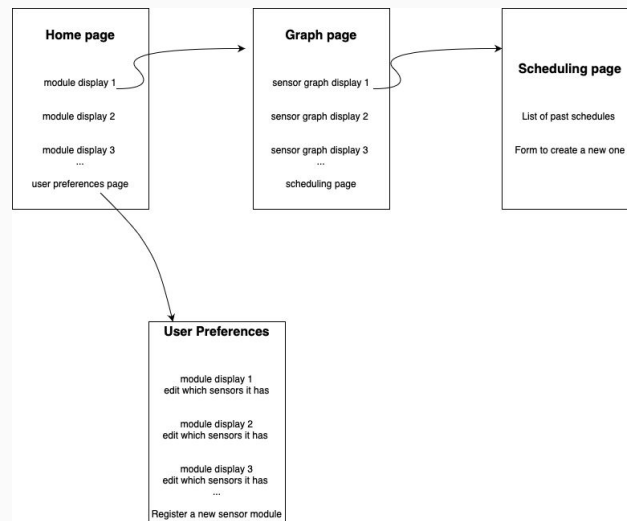 Home page
module display 1
module display 2
module display 3
...
user preferences page
Graph page
sensor graph display 1
sensor graph display 2
sensor graph display 3
...
scheduling page
Scheduling page
List of past schedules
Form to create a new one
User Preferences
module display 1
edit which sensors it has
module display 2
edit which sensors it has
module display 3
edit which sensors it has
...
Register a new sensor module